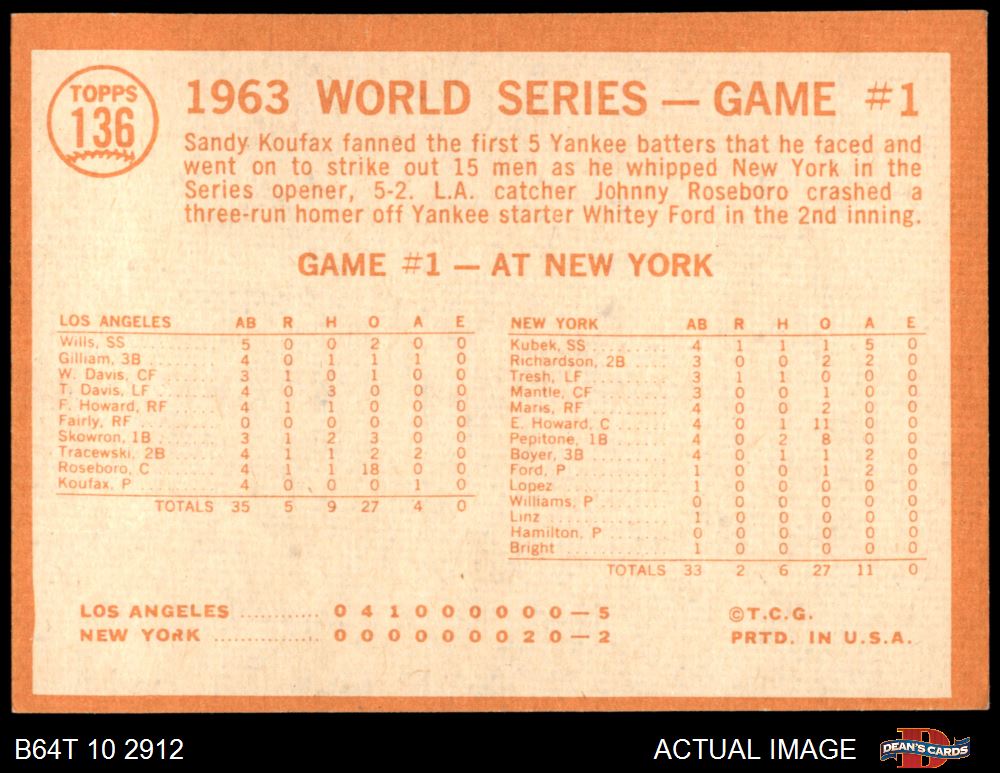 TOPPS
136
1963 WORLD SERIES — GAME #1
Sandy Koufax fanned the first 5 Yankee batters that he faced and
went on to strike out 15 men as he whipped New York in the
Series opener, 5-2. L.A. catcher Johnny Roseboro crashed a
three-run homer off Yankee starter Whitey Ford in the 2nd inning.
GAME #1 — AT NEW YORK
LOS ANGELES AB R H O A E
Wills, SS 5 0 0 2 0 0
Gilliam, 3B 4 0 1 1 1 0
W. Davis, CF 3 1 0 1 0 0
T. Davis, LF 4 0 3 0 0 0
F. Howard, RF 4 1 1 0 0 0
Fairly, RF 0 0 0 0 0 0
Skowron, 1B 3 1 2 3 0 0
Tracewski, 2B 4 1 1 2 2 0
Roseboro, C 4 1 1 18 0 0
Koufax, P 4 0 0 0 1 0
TOTALS 35 5 9 27 4 0
NEW YORK AB R H O A E
Kubek, SS 4 1 1 1 5 0
Richardson, 2B 3 0 0 2 2 0
Tresh, LF 3 1 1 0 0 0
Mantle, CF 3 0 0 1 0 0
Maris, RF 4 0 0 2 0 0
E. Howard, C 4 0 1 11 0 0
Pepitone, 1B 4 0 2 8 0 0
Boyer, 3B 4 0 1 1 2 0
Ford, P 1 0 0 1 2 0
Lopez 1 0 0 0 0 0
Williams, P 0 0 0 0 0 0
Linz 1 0 0 0 0 0
Hamilton, P 0 0 0 0 0 0
Bright 1 0 0 0 0 0
TOTALS 33 2 6 27 11 0
LOS ANGELES ........... 0 4 1 0 0 0 0 0 0 — 5
NEW YORK .............. 0 0 0 0 0 0 0 2 0 — 2
©T.C.G.
PRTD. IN U.S.A.
B64T 10 2912
ACTUAL IMAGE
DEAN'S CARDS